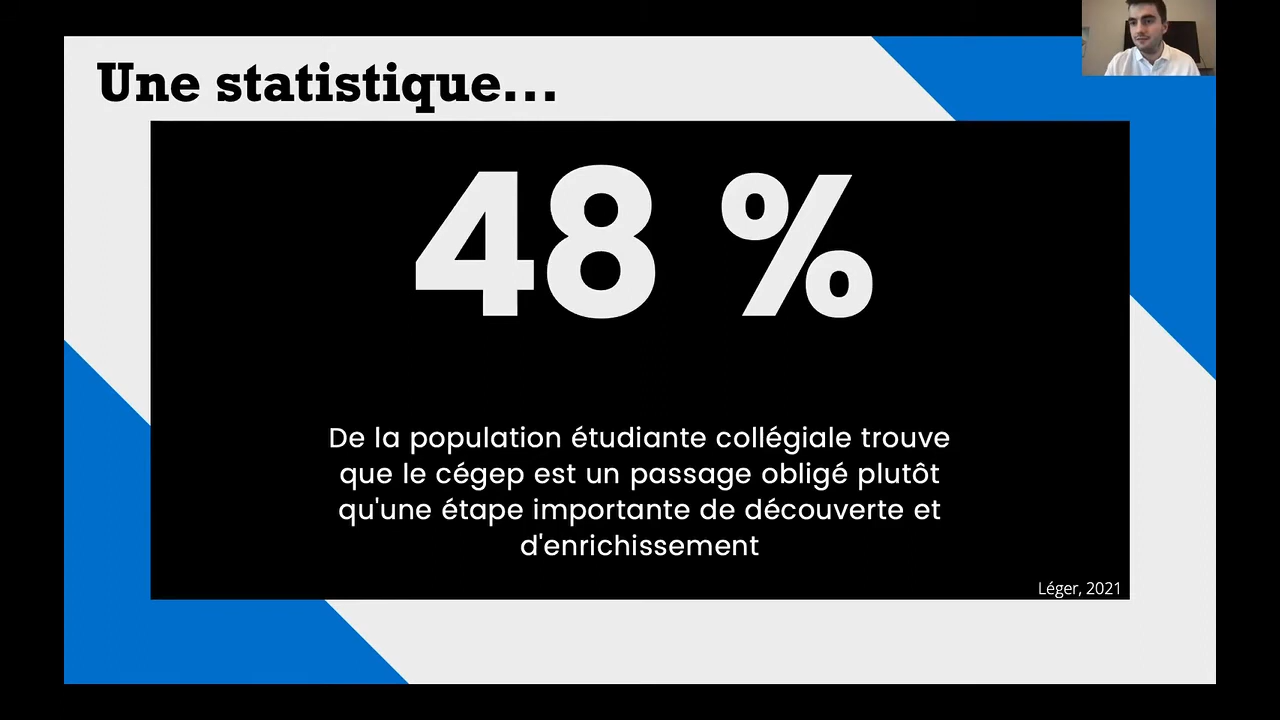 Une statistique...
48 %
De la population étudiante collégiale trouve
que le cégep est un passage obligé plutôt
qu'une étape importante de découverte et
d'enrichissement
Léger, 2021